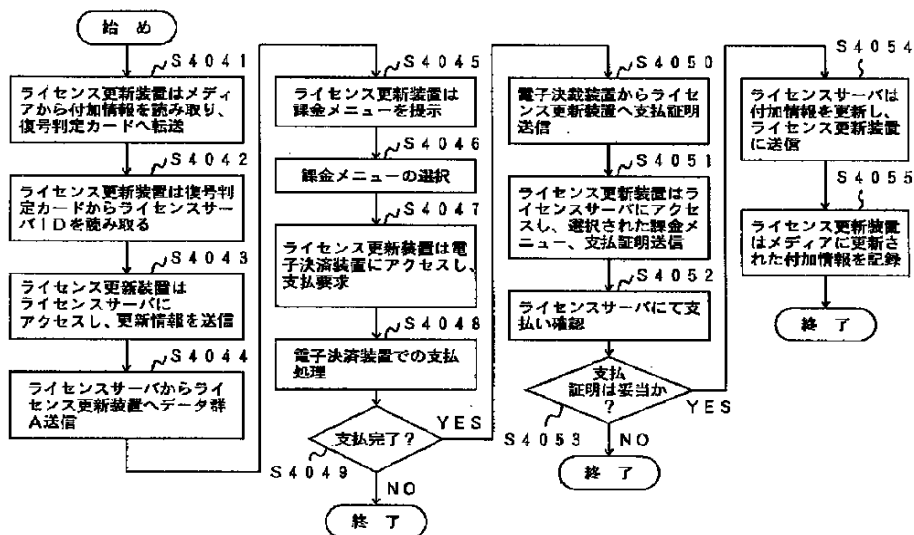 始め
S4041
ライセンス更新装置はメディ
アから付加情報を読み取り、
復号判定カードへ転送
S4042
ライセンス更新装置は復号判
定カードからライセンスサー
バIDを読み取る
S4043
ライセンス更新装置は
ライセンスサーバに
アクセスし、更新情報を送信
S4044
ライセンスサーバからライ
センス更新装置へデータ群
A送信
S4045
ライセンス更新装置は
課金メニューを提示
S4046
課金メニューの選択
S4047
ライセンス更新装置は電
子決済装置にアクセスし、
支払要求
S4048
電子決済装置での支払
処理
支払完了?
YES
S4049
NO
終了
S4050
電子決裁装置からライセ
ンス更新装置へ支払証明
送信
S4051
ライセンス更新装置はラ
イセンスサーバにアクセ
スし、選択された課金メ
ニュー、支払証明送信
S4052
ライセンスサーバにて支
払い確認
支払
証明は妥当か
?
YES
S4053
NO
終了
S4054
ライセンスサーバは
付加情報を更新し、
ライセンス更新装置
に送信
S4055
ライセンス更新装置
はメディアに更新さ
れた付加情報を記録
終了